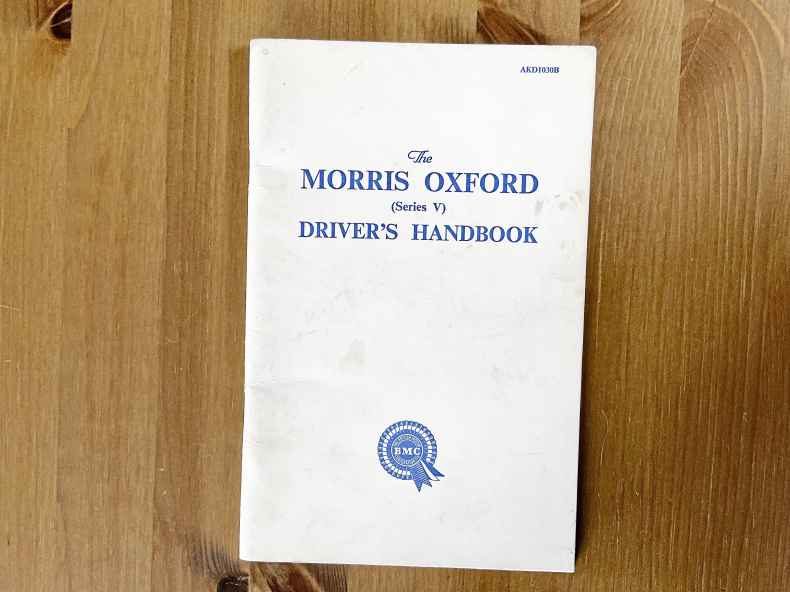 AKD1030B
The
MORRIS OXFORD
(Series V)
DRIVER'S HANDBOOK
BMC